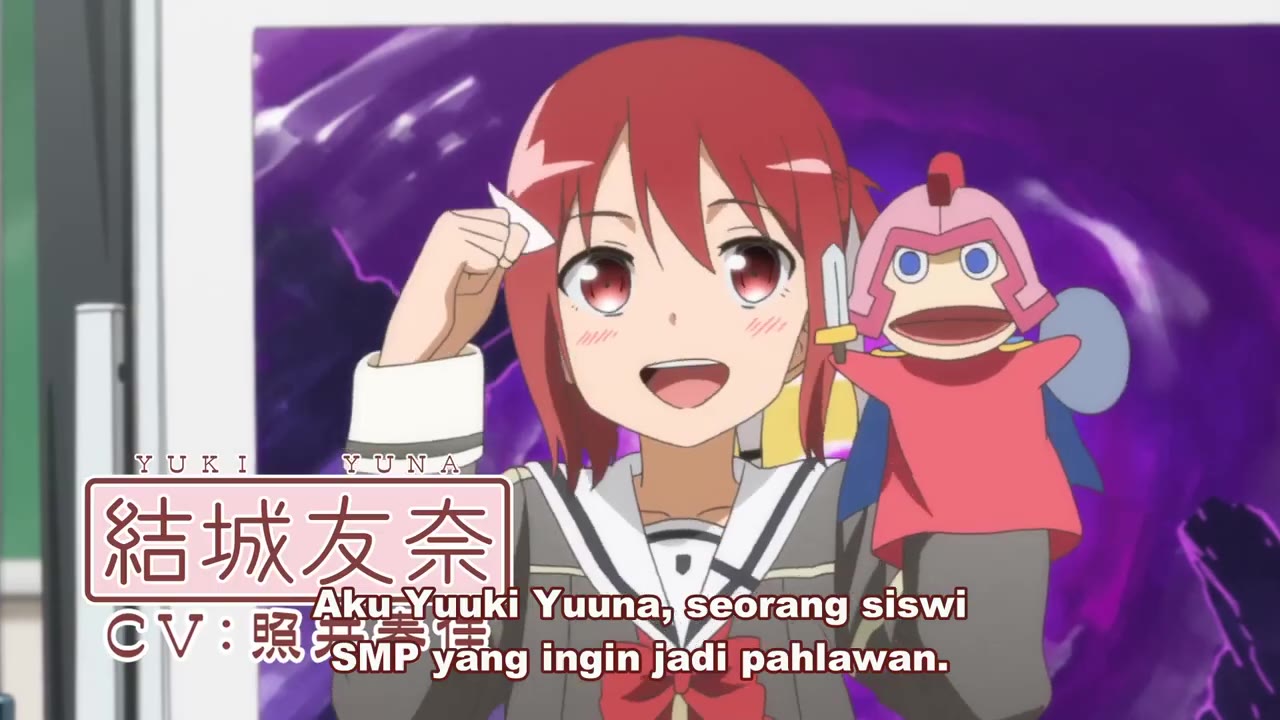 YUKI YUNA
結城友奈
CV:照
Aku Yuuki Yuuna, seorang siswi
SMP yang ingin jadi pahlawan.